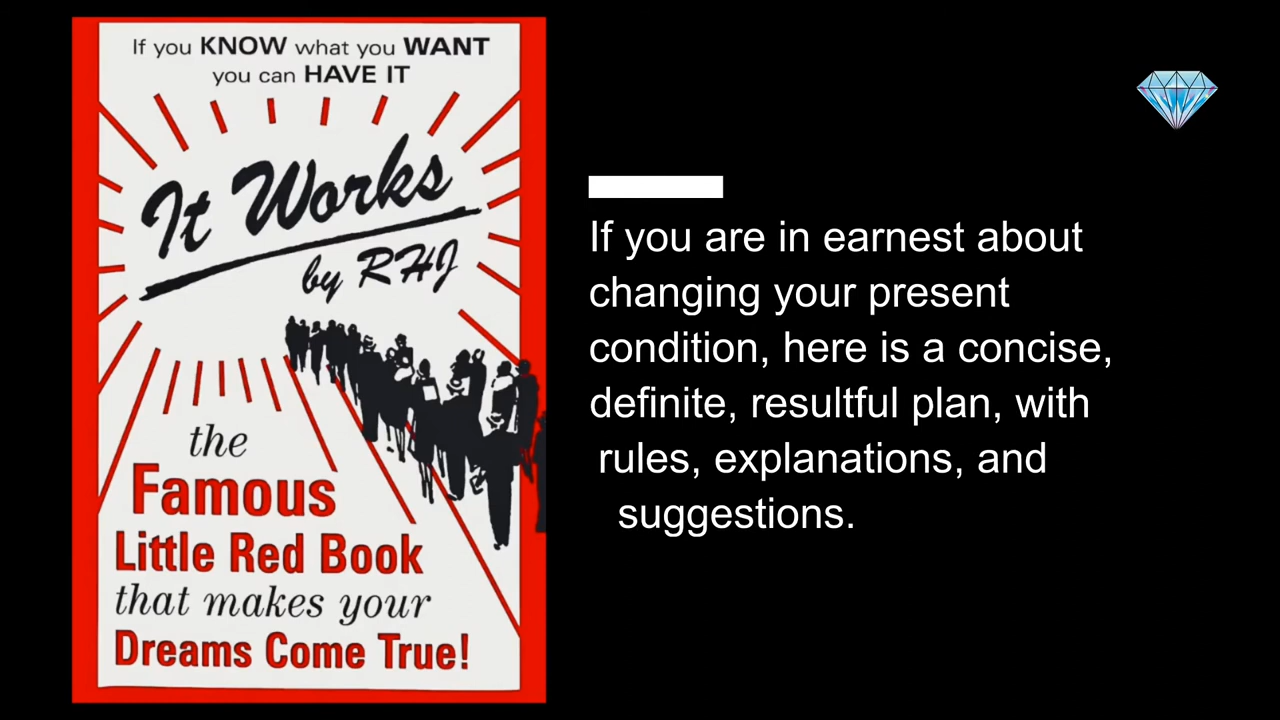 If you KNOW what you WANT
you can HAVE IT
It Works
by RHJ
the
Famous
Little Red Book
that makes your
Dreams Come True!
If you are in earnest about
changing your present
condition, here is a concise,
definite, resultful plan, with
rules, explanations, and
suggestions.